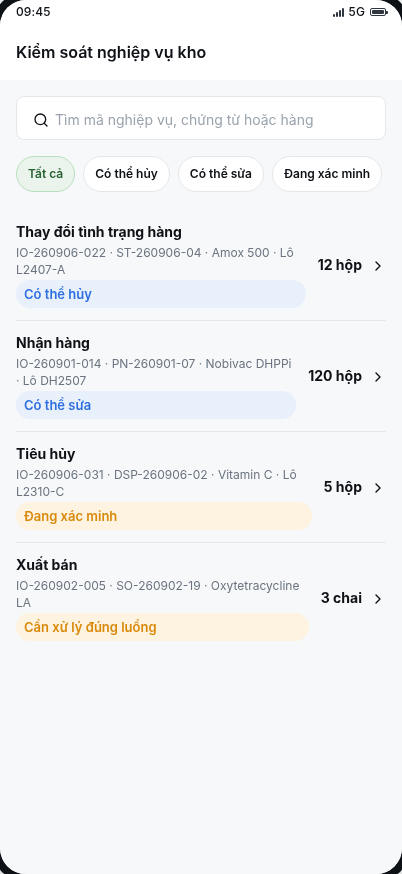 09:45
5G
Kiểm soát nghiệp vụ kho
Tìm mã nghiệp vụ, chứng từ hoặc hàng
Tất cả
Có thể hủy
Có thể sửa
Đang xác minh
Thay đổi tình trạng hàng
IO-260906-022 · ST-260906-04 · Amox 500 · Lô
L2407-A
12 hộp
Có thể hủy
Nhận hàng
IO-260901-014 · PN-260901-07 · Nobivac DHPPi
· Lô DH2507
120 hộp
Có thể sửa
Tiêu hủy
IO-260906-031 · DSP-260906-02 · Vitamin C · Lô
L2310-C
5 hộp
Đang xác minh
Xuất bán
IO-260902-005 · SO-260902-19 · Oxytetracycline
LA
3 chai
Cần xử lý đúng luồng